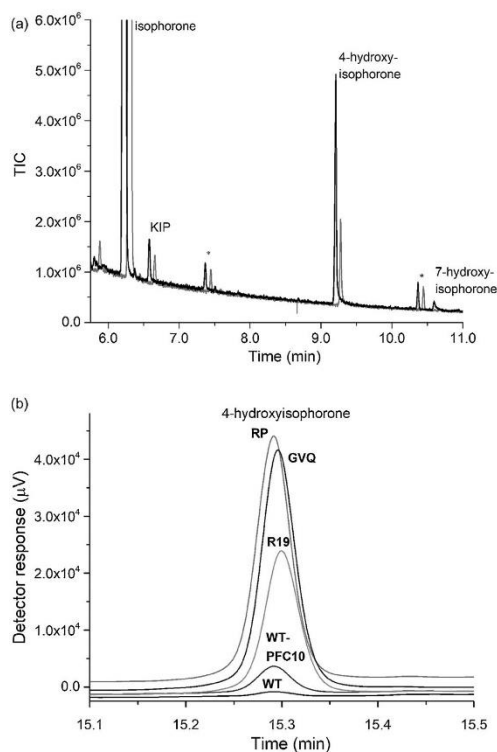 (a)
isophorone
4-hydroxy-
isophorone
KIP
*
*
7-hydroxy-
isophorone
TIC
6.0x10⁶
5.0x10⁶
4.0x10⁶
3.0x10⁶
2.0x10⁶
1.0x10⁶
0.0
6.0 7.0 8.0 9.0 10.0 11.0
Time (min)
(b)
4-hydroxyisophorone
RP
GVQ
R19
WT-
PFC10
WT
Detector response (µV)
4.0x10⁴
3.0x10⁴
2.0x10⁴
1.0x10⁴
0.0
15.1 15.2 15.3 15.4 15.5
Time (min)